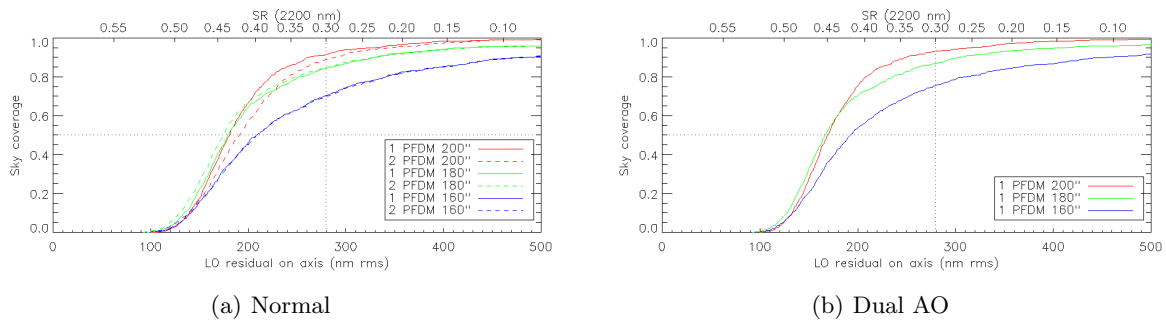 SR (2200 nm)
0.55 0.50 0.45 0.40 0.35 0.30 0.25 0.20 0.15 0.10
1.0
0.8
0.6
0.4
0.2
0.0
Sky coverage
1 PFDM 200"
2 PFDM 200"
1 PFDM 180"
2 PFDM 180"
1 PFDM 160"
2 PFDM 160"
0 100 200 300 400 500
LO residual on axis (nm rms)
(a) Normal
SR (2200 nm)
0.55 0.50 0.45 0.40 0.35 0.30 0.25 0.20 0.15 0.10
1.0
0.8
0.6
0.4
0.2
0.0
Sky coverage
1 PFDM 200"
1 PFDM 180"
1 PFDM 160"
0 100 200 300 400 500
LO residual on axis (nm rms)
(b) Dual AO